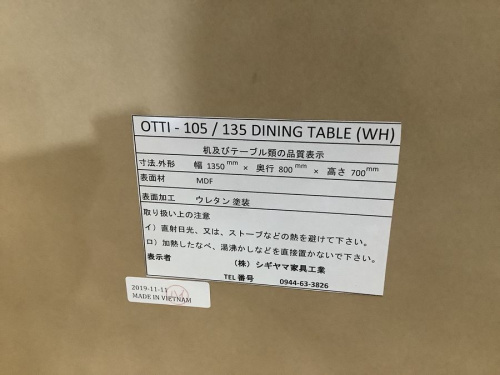 OTTI - 105 / 135 DINING TABLE (WH)
机及びテーブル類の品質表示
寸法.外形 幅 1350 mm × 奥行 800 mm × 高さ 700 mm
表面材 MDF
表面加工 ウレタン塗装
取り扱い上の注意
イ）直射日光、又は、ストーブなどの熱を避けて下さい。
ロ）加熱したなべ、湯沸かしなどを直接置かないで下さい。
表示者 （株）シギヤマ家具工業
TEL 番号 0944-63-3826
2019-11-11
MADE IN VIETNAM